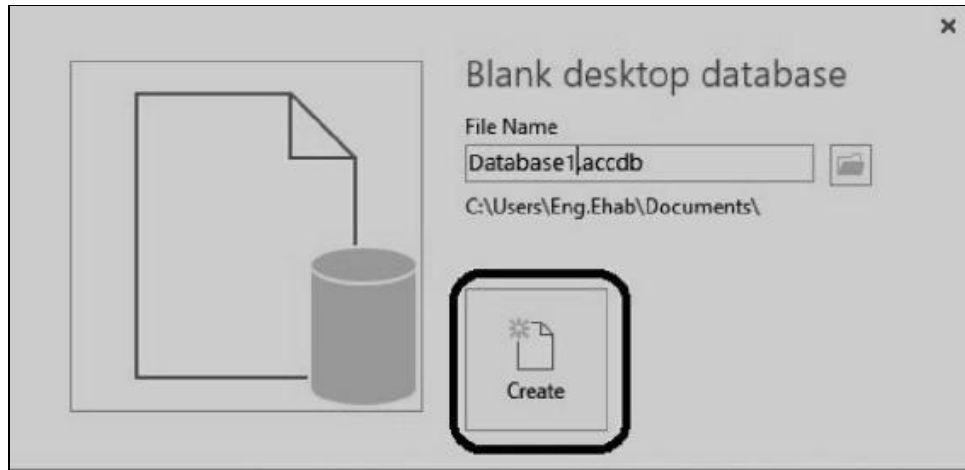 Blank desktop database
File Name
Database1.accdb
C:\Users\Eng.Ehab\Documents\
Create